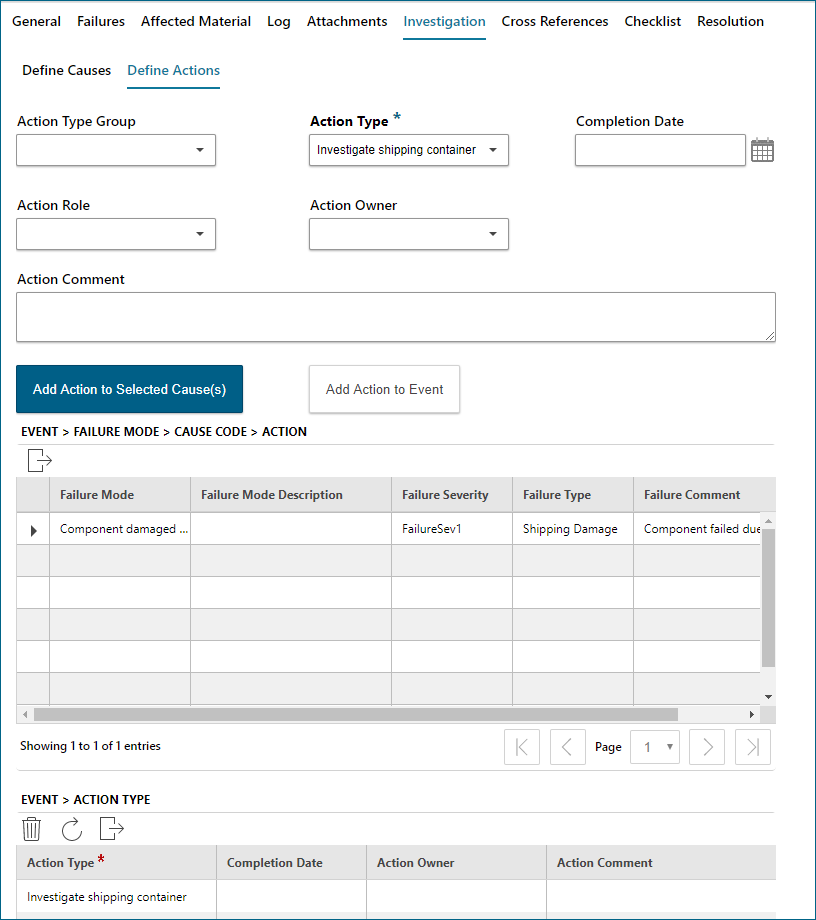 General Failures Affected Material Log Attachments Investigation Cross References Checklist Resolution
Define Causes Define Actions
Action Type Group Action Type * Completion Date
Investigate shipping container
Action Role Action Owner
Action Comment
Add Action to Selected Cause(s) Add Action to Event
EVENT > FAILURE MODE > CAUSE CODE > ACTION
Failure Mode Failure Mode Description Failure Severity Failure Type Failure Comment
Component damaged ... FailureSev1 Shipping Damage Component failed due
Showing 1 to 1 of 1 entries Page 1
EVENT > ACTION TYPE
Action Type * Completion Date Action Owner Action Comment
Investigate shipping container